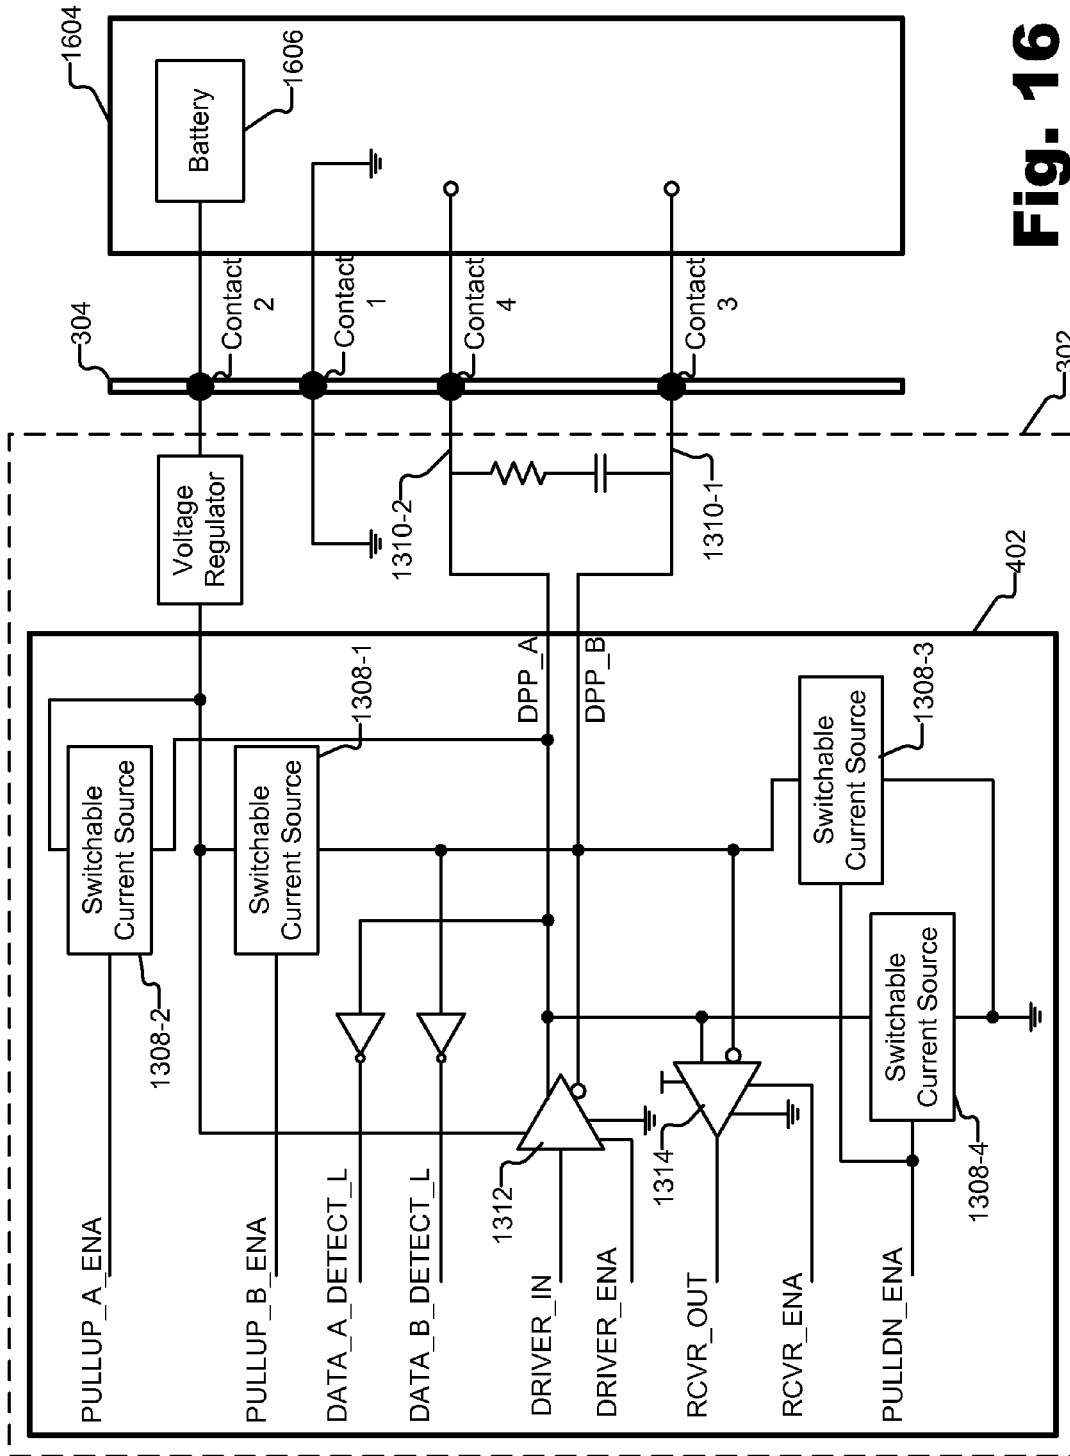 Fig. 16
1604
Battery
1606
304
Contact
2
Contact
1
Contact
4
Contact
3
302
Voltage
Regulator
1310-2
1310-1
402
DPP_A
DPP_B
Switchable
Current Source
1308-2
Switchable
Current Source
1308-1
Switchable
Current Source
1308-3
Switchable
Current Source
1308-4
1312
1314
PULLUP_A_ENA
PULLUP_B_ENA
DATA_A_DETECT_L
DATA_B_DETECT_L
DRIVER_IN
DRIVER_ENA
RCVR_OUT
RCVR_ENA
PULLDN_ENA